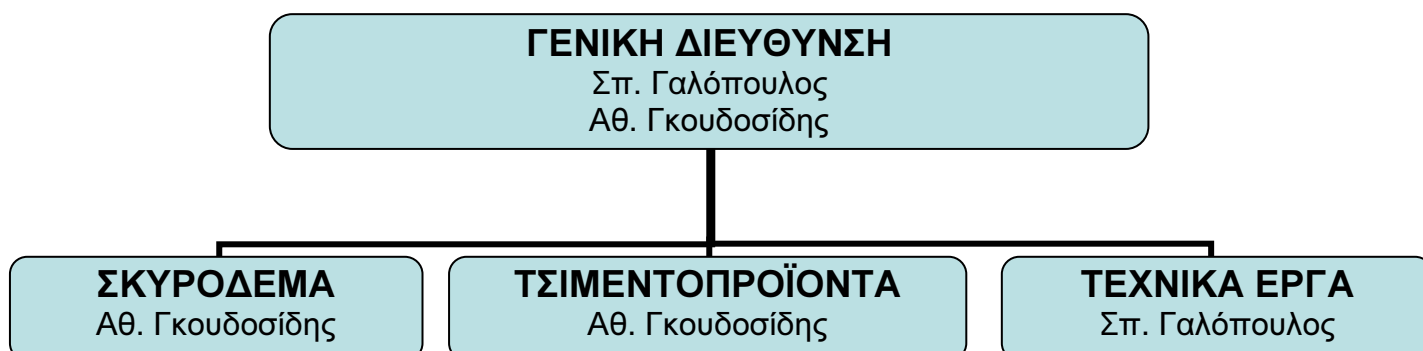 ΓΕΝΙΚΗ ΔΙΕΥΘΥΝΣΗ
Σπ. Γαλόπουλος
Αθ. Γκουδοσίδης
ΣΚΥΡΟΔΕΜΑ
Αθ. Γκουδοσίδης
ΤΣΙΜΕΝΤΟΠΡΟΪΟΝΤΑ
Αθ. Γκουδοσίδης
ΤΕΧΝΙΚΑ ΕΡΓΑ
Σπ. Γαλόπουλος